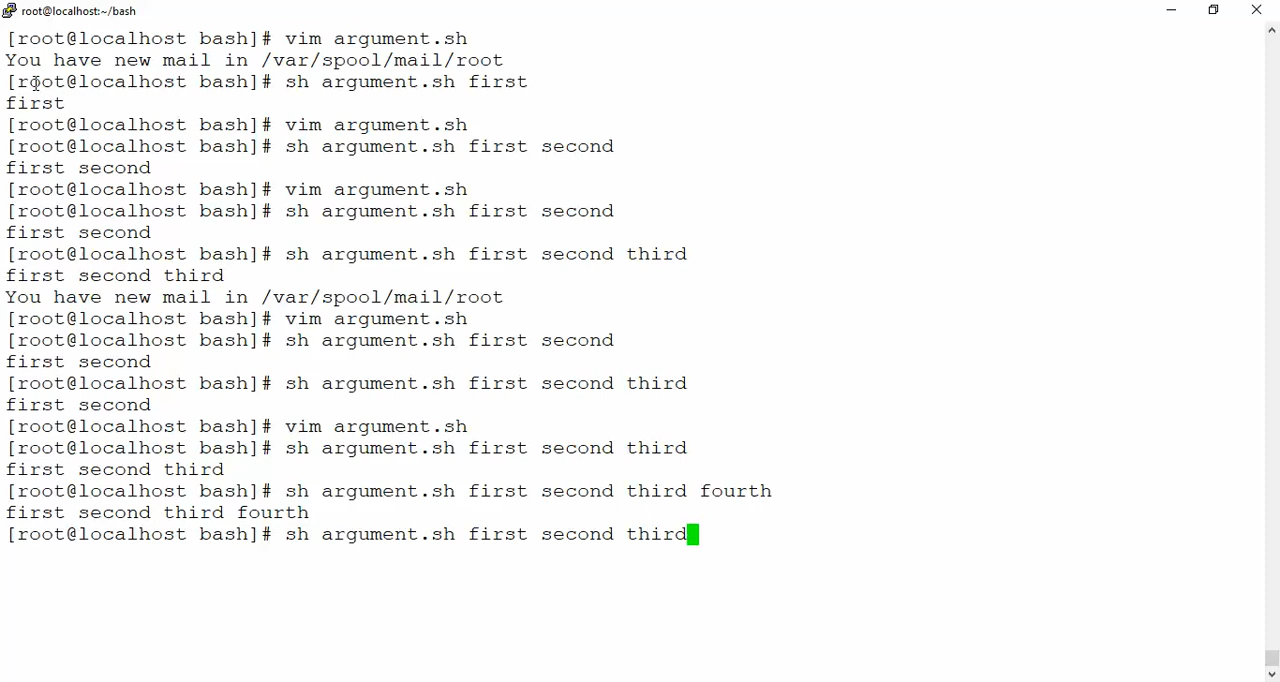 root@localhost:~/bash
[root@localhost bash]# vim argument.sh
You have new mail in /var/spool/mail/root
[root@localhost bash]# sh argument.sh first
first
[root@localhost bash]# vim argument.sh
[root@localhost bash]# sh argument.sh first second
first second
[root@localhost bash]# vim argument.sh
[root@localhost bash]# sh argument.sh first second
first second
[root@localhost bash]# sh argument.sh first second third
first second third
You have new mail in /var/spool/mail/root
[root@localhost bash]# vim argument.sh
[root@localhost bash]# sh argument.sh first second
first second
[root@localhost bash]# sh argument.sh first second third
first second
[root@localhost bash]# vim argument.sh
[root@localhost bash]# sh argument.sh first second third
first second third
[root@localhost bash]# sh argument.sh first second third fourth
first second third fourth
[root@localhost bash]# sh argument.sh first second third